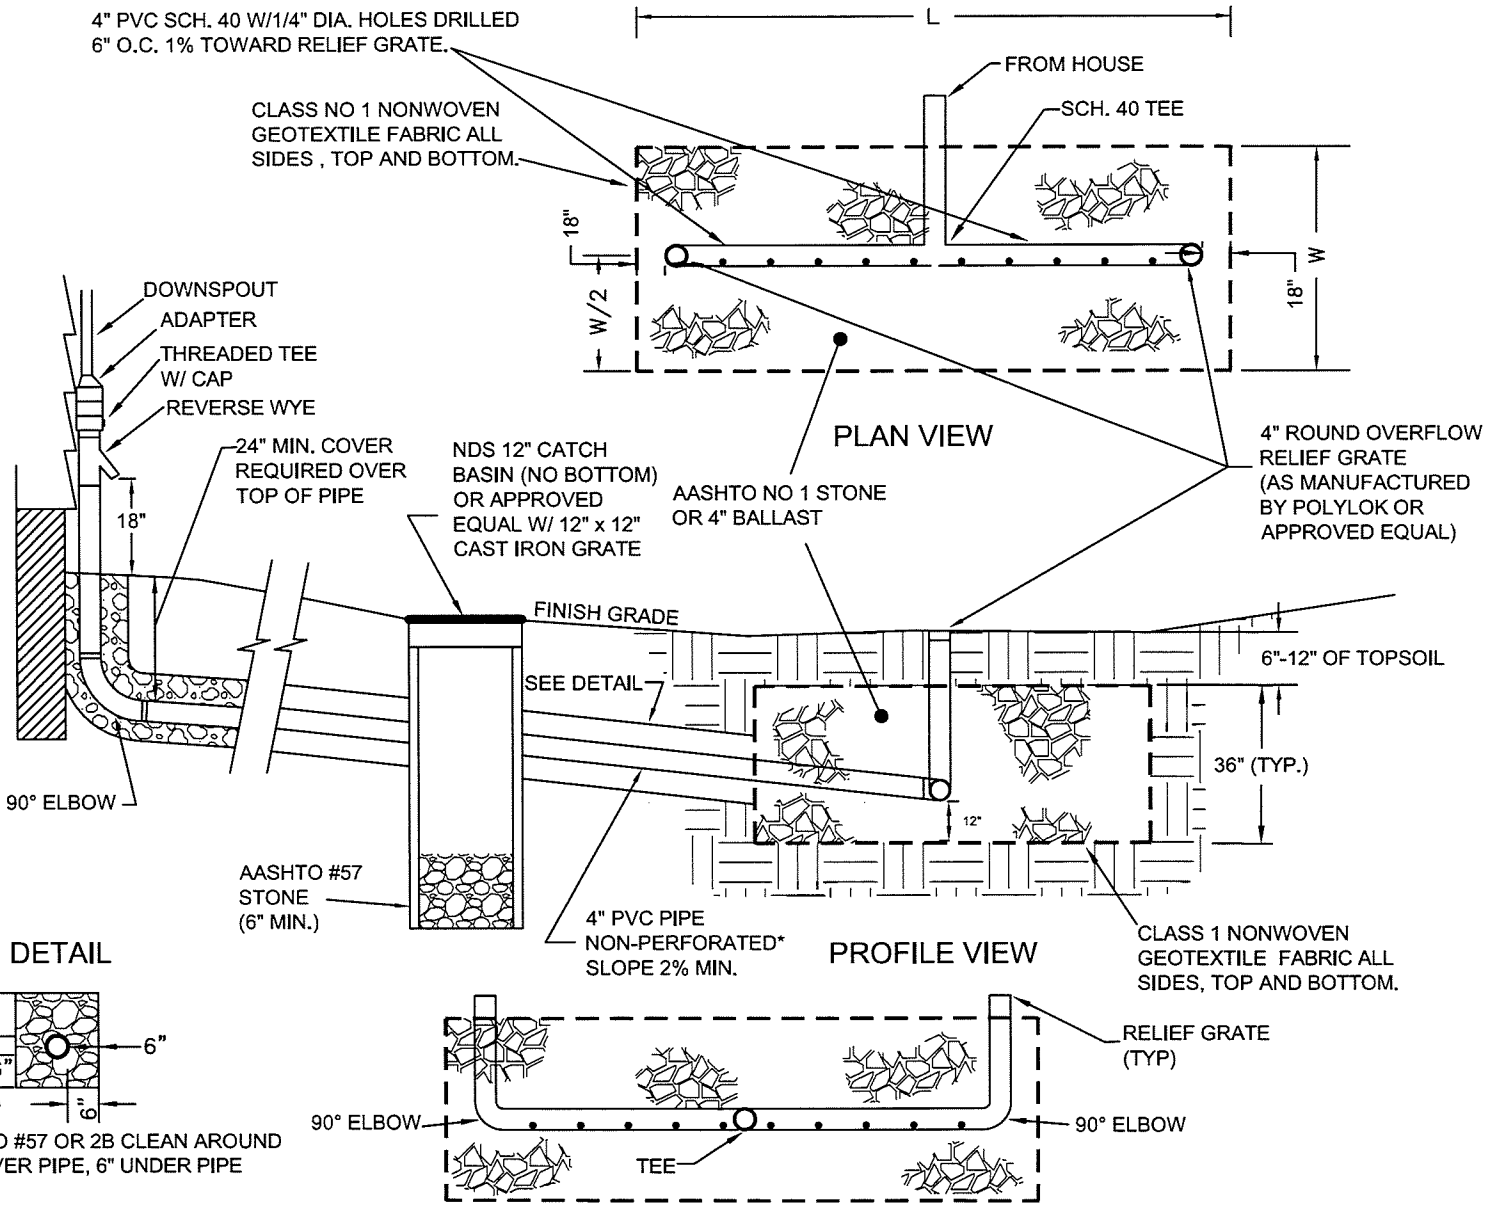 4" PVC SCH. 40 W/1/4" DIA. HOLES DRILLED
6" O.C. 1% TOWARD RELIEF GRATE.
L
FROM HOUSE
SCH. 40 TEE
CLASS NO 1 NONWOVEN
GEOTEXTILE FABRIC ALL
SIDES , TOP AND BOTTOM.
18"
W/2
W
18"
PLAN VIEW
DOWNSPOUT
ADAPTER
THREADED TEE
W/ CAP
REVERSE WYE
24" MIN. COVER
REQUIRED OVER
TOP OF PIPE
18"
NDS 12" CATCH
BASIN (NO BOTTOM)
OR APPROVED
EQUAL W/ 12" x 12"
CAST IRON GRATE
AASHTO NO 1 STONE
OR 4" BALLAST
4" ROUND OVERFLOW
RELIEF GRATE
(AS MANUFACTURED
BY POLYLOK OR
APPROVED EQUAL)
FINISH GRADE
6"-12" OF TOPSOIL
SEE DETAIL
36" (TYP.)
12"
90° ELBOW
AASHTO #57
STONE
(6" MIN.)
4" PVC PIPE
NON-PERFORATED*
SLOPE 2% MIN.
PROFILE VIEW
CLASS 1 NONWOVEN
GEOTEXTILE FABRIC ALL
SIDES, TOP AND BOTTOM.
DETAIL
6"
6"
#57 OR 2B CLEAN AROUND
PIPE, 6" UNDER PIPE
RELIEF GRATE
(TYP)
90° ELBOW
90° ELBOW
TEE